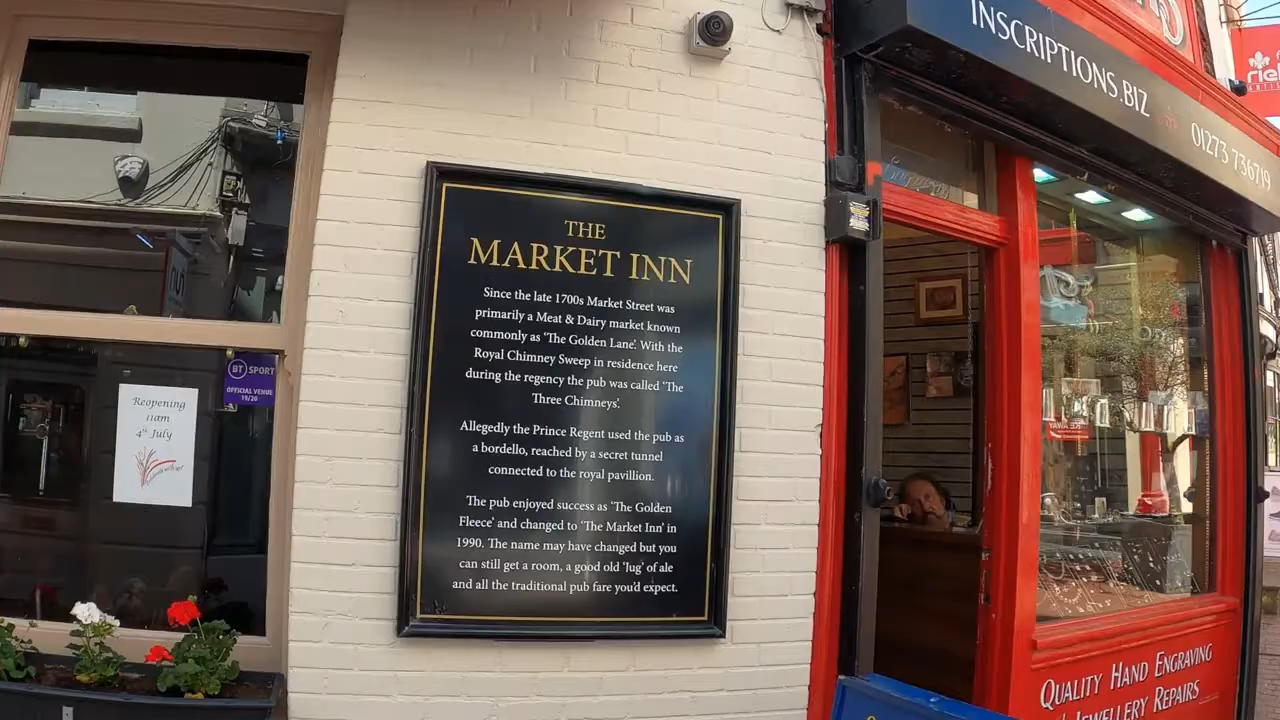 INSCRIPTIONS.BIZ
01273 736719
THE
MARKET INN
Since the late 1700s Market Street was
primarily a Meat & Dairy market known
commonly as 'The Golden Lane'. With the
Royal Chimney Sweep in residence here
during the regency the pub was called 'The
Three Chimneys'.
Allegedly the Prince Regent used the pub as
a bordello, reached by a secret tunnel
connected to the royal pavillion.
The pub enjoyed success as 'The Golden
Fleece' and changed to 'The Market Inn' in
1990. The name may have changed but you
can still get a room, a good old 'Jug' of ale
and all the traditional pub fare you'd expect.
BT SPORT
OFFICIAL VENUE
19/20
Reopening
11am
4th July
QUALITY HAND ENGRAVING
JEWELLERY REPAIRS